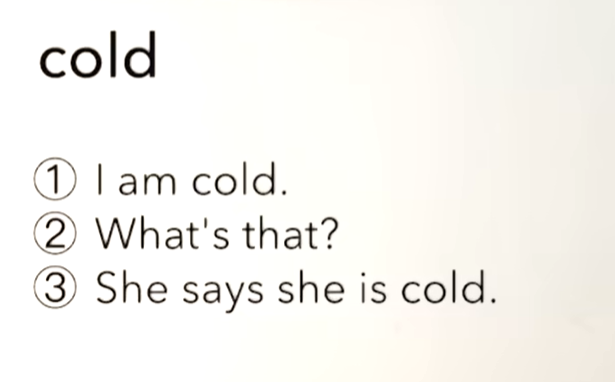 cold
① I am cold.
② What's that?
③ She says she is cold.